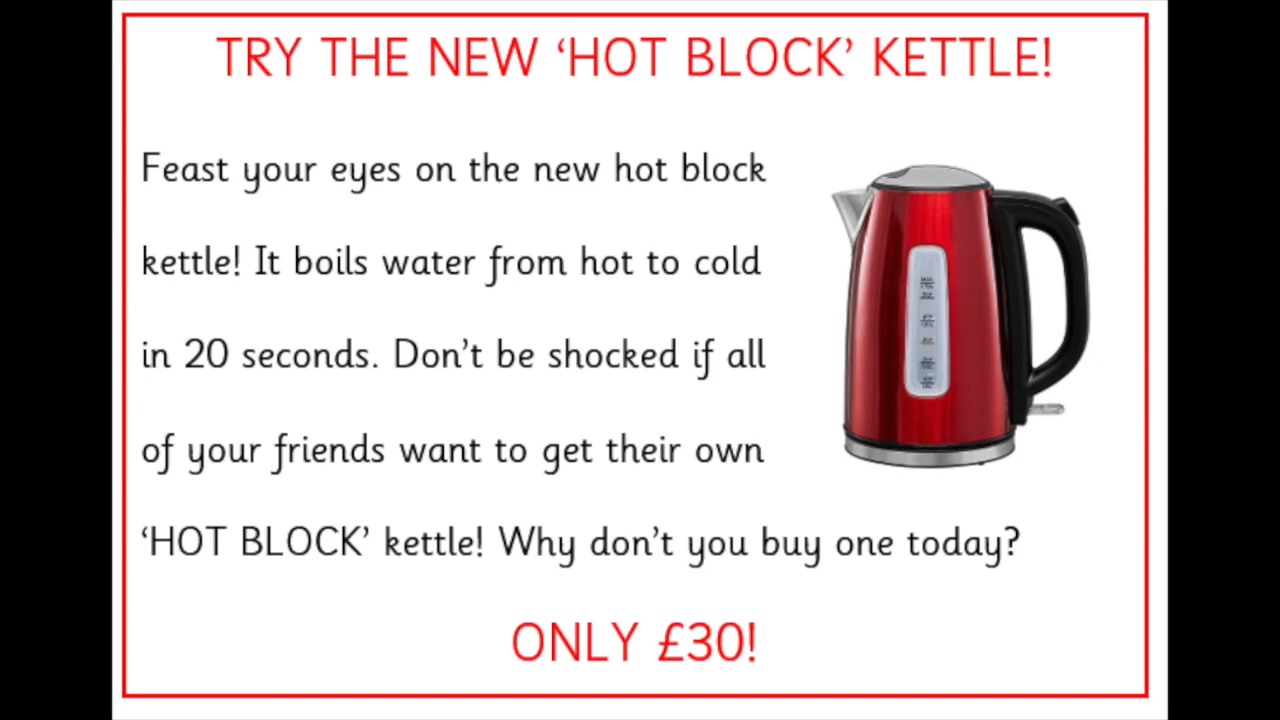 TRY THE NEW ‘HOT BLOCK’ KETTLE!
Feast your eyes on the new hot block
kettle! It boils water from hot to cold
in 20 seconds. Don’t be shocked if all
of your friends want to get their own
‘HOT BLOCK’ kettle! Why don’t you buy one today?
ONLY £30!